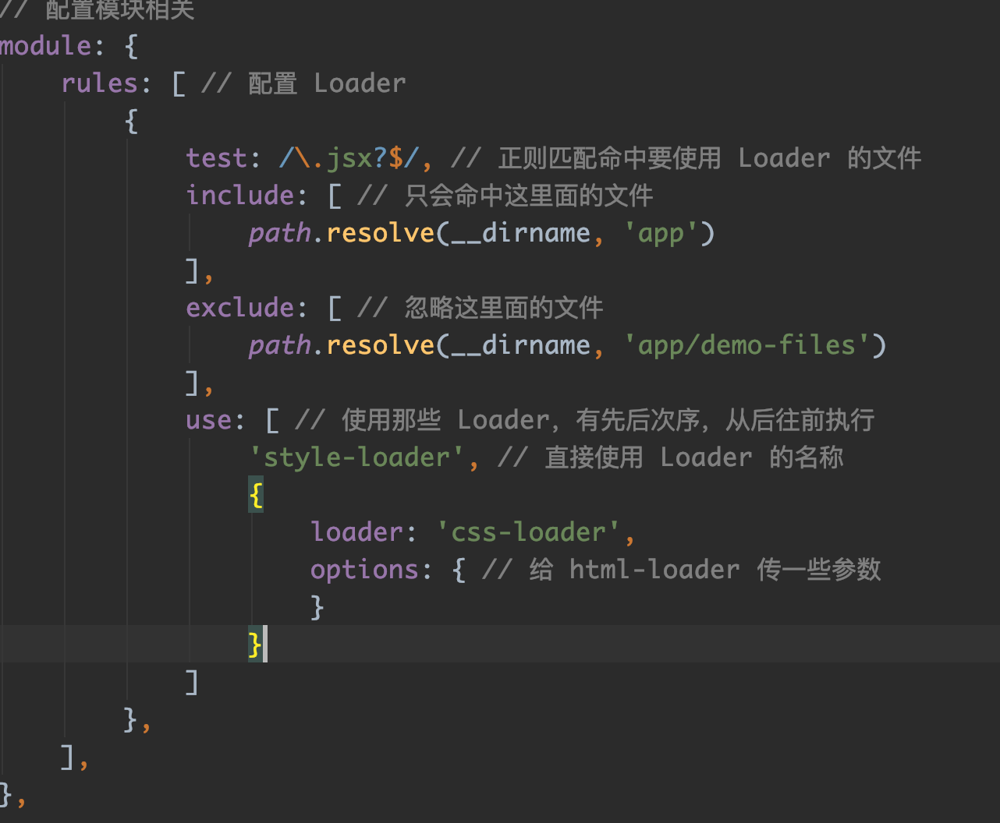 // 配置模块相关
module: {
rules: [ // 配置 Loader
{
test: /\.jsx?$/, // 正则匹配命中要使用 Loader 的文件
include: [ // 只会命中这里面的文件
path.resolve(__dirname, 'app')
],
exclude: [ // 忽略这里面的文件
path.resolve(__dirname, 'app/demo-files')
],
use: [ // 使用那些 Loader，有先后次序，从后往前执行
'style-loader', // 直接使用 Loader 的名称
{
loader: 'css-loader',
options: { // 给 html-loader 传一些参数
}
}
]
},
],
},